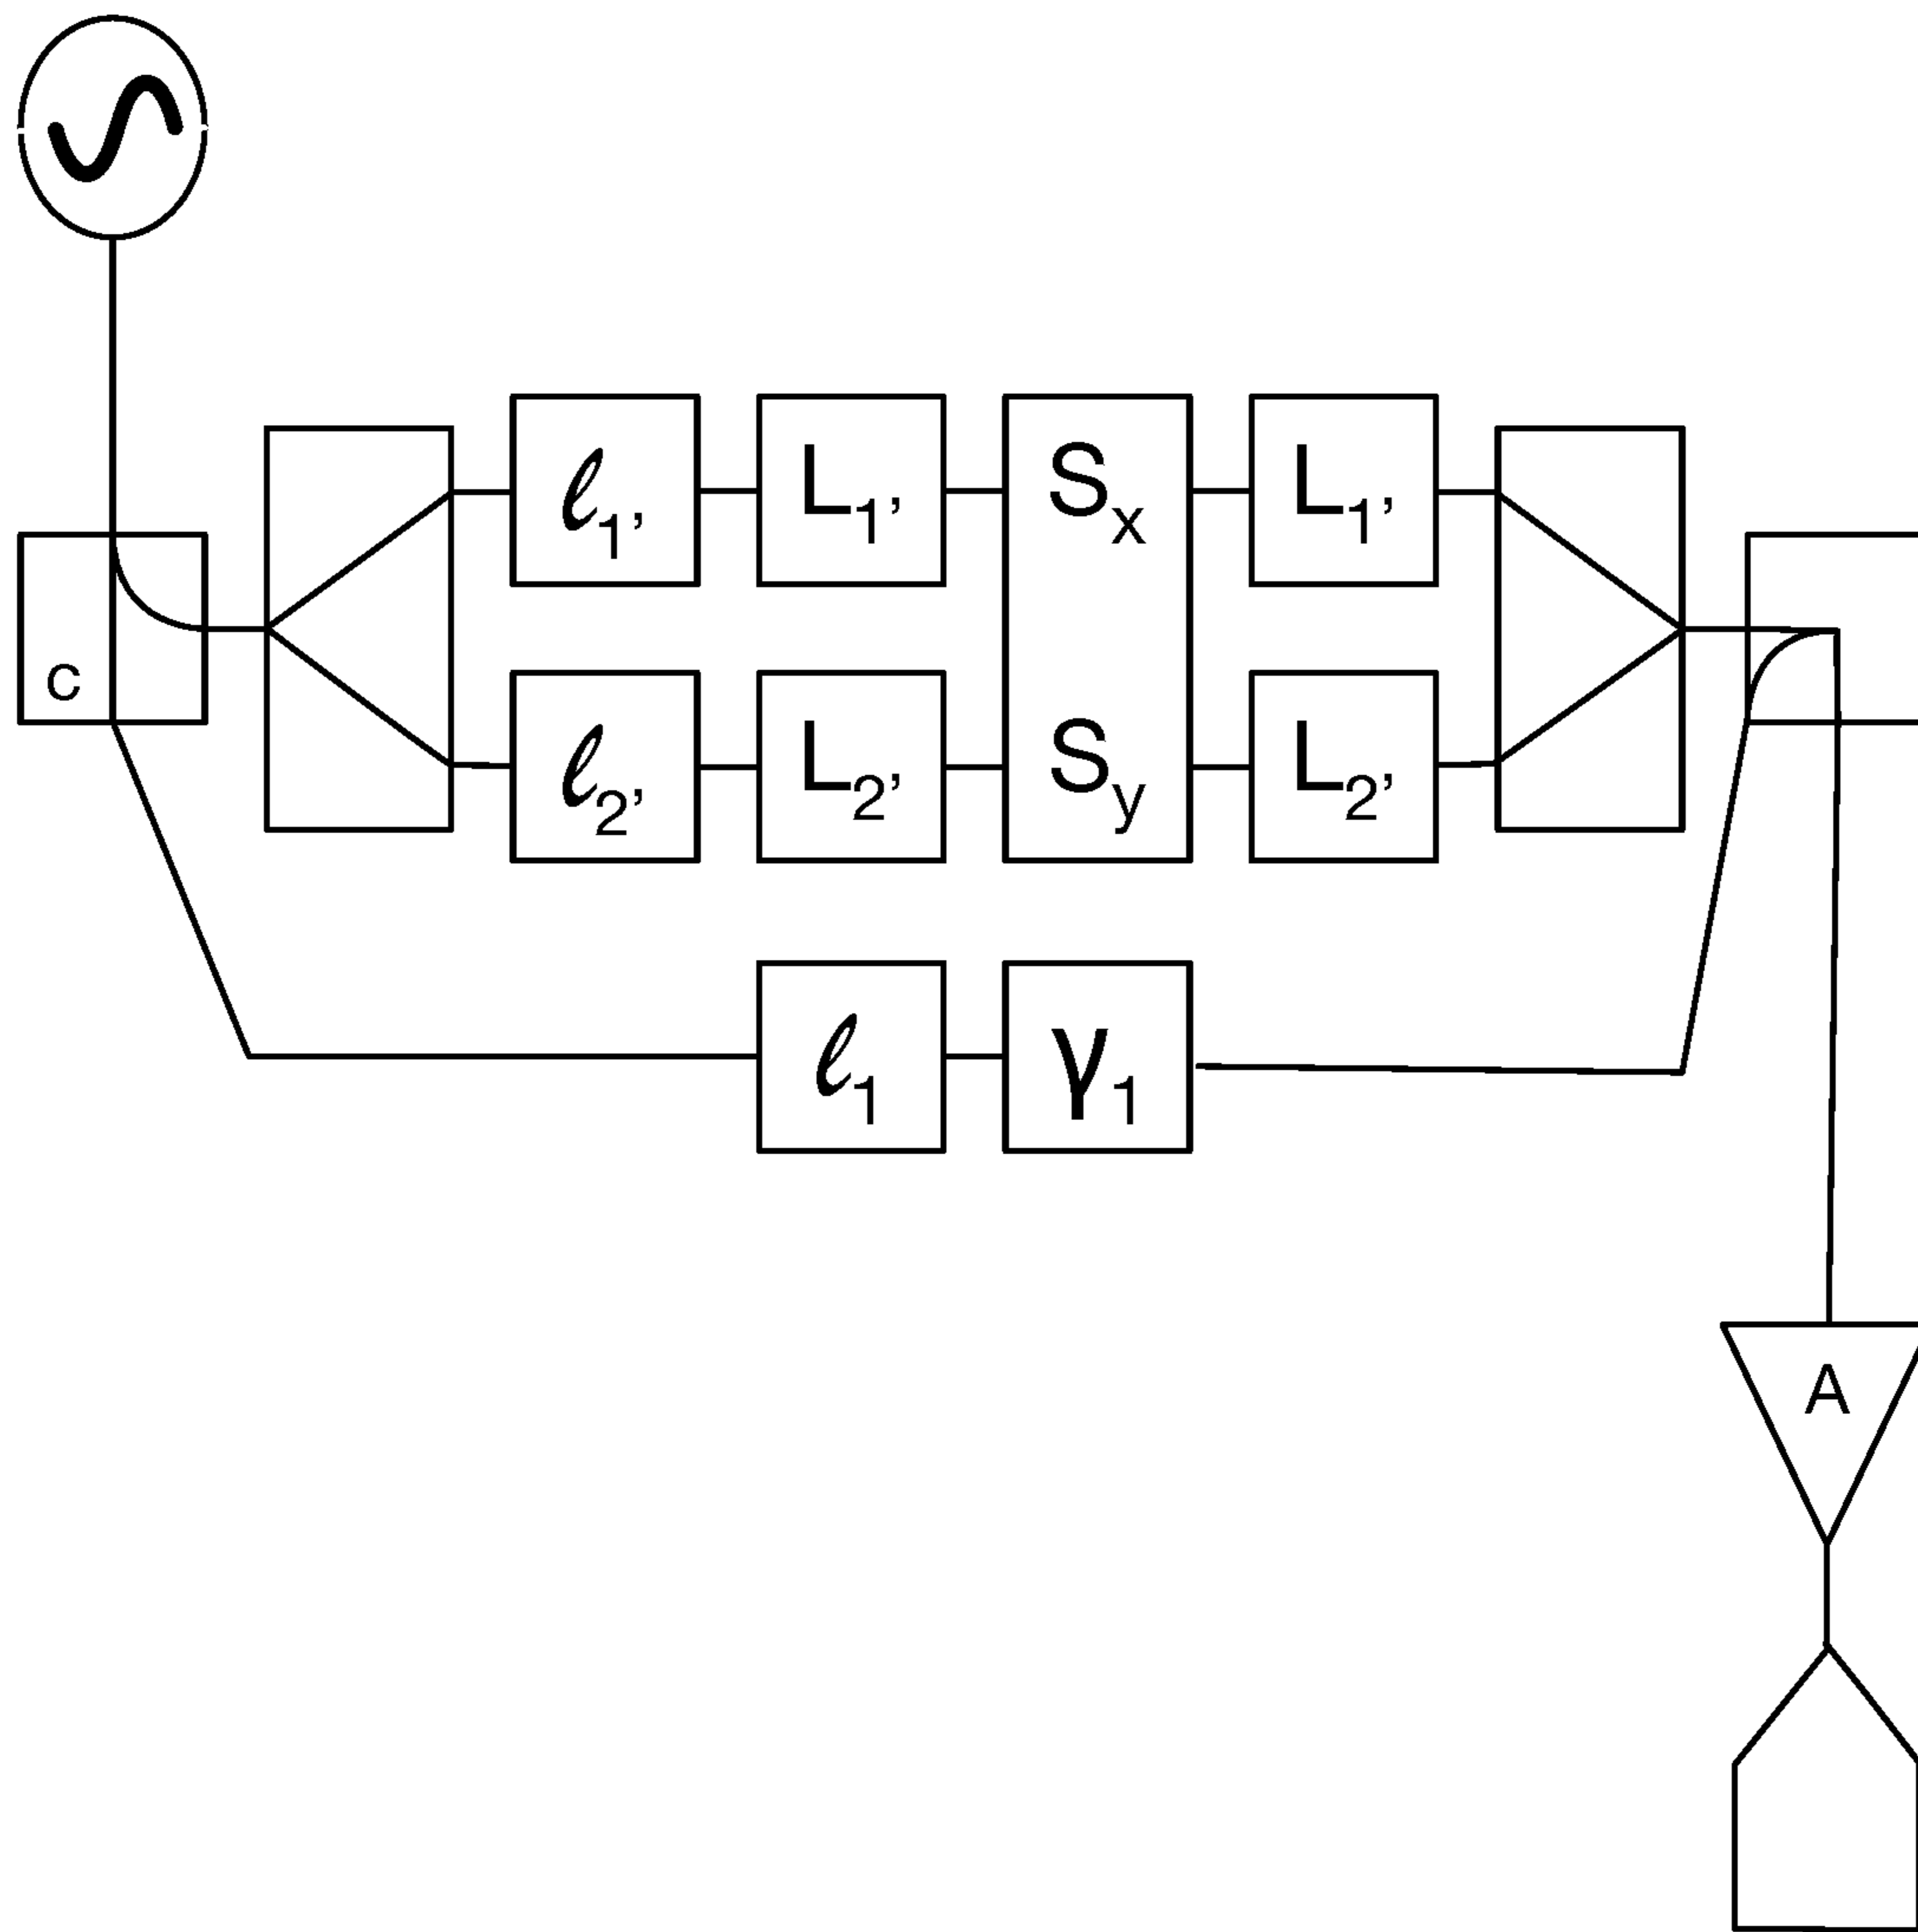 ℓ1' L1' Sx L1'
c
ℓ2' L2' Sy L2'
ℓ1 γ1
A